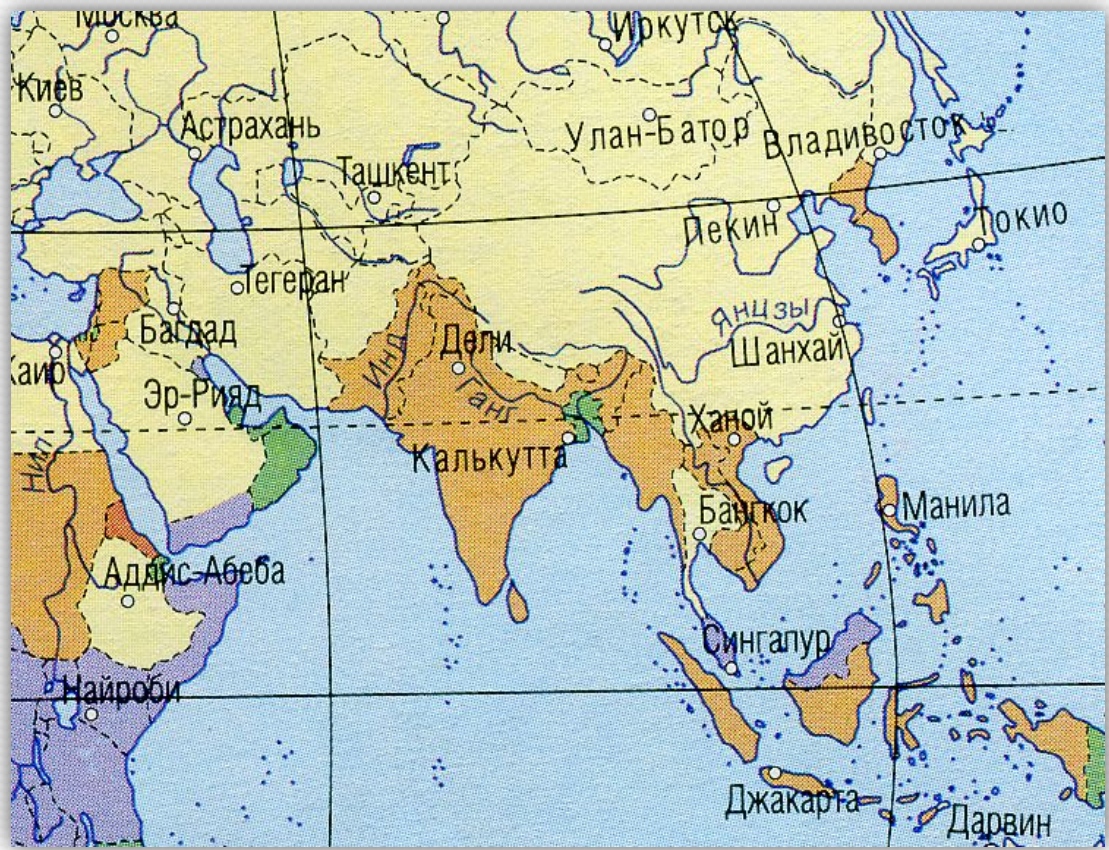 Москва
Иркутск
Киев
Астрахань
Улан-Батор
Владивосток
Ташкент
Пекин
Токио
Тегеран
Янцзы
Багдад
Дели
Шанхай
Каир
Инд
Эр-Рияд
Ганг
Ханой
Нил
Калькутта
Бангкок
Манила
Аддис-Абеба
Сингапур
Найроби
Джакарта
Дарвин